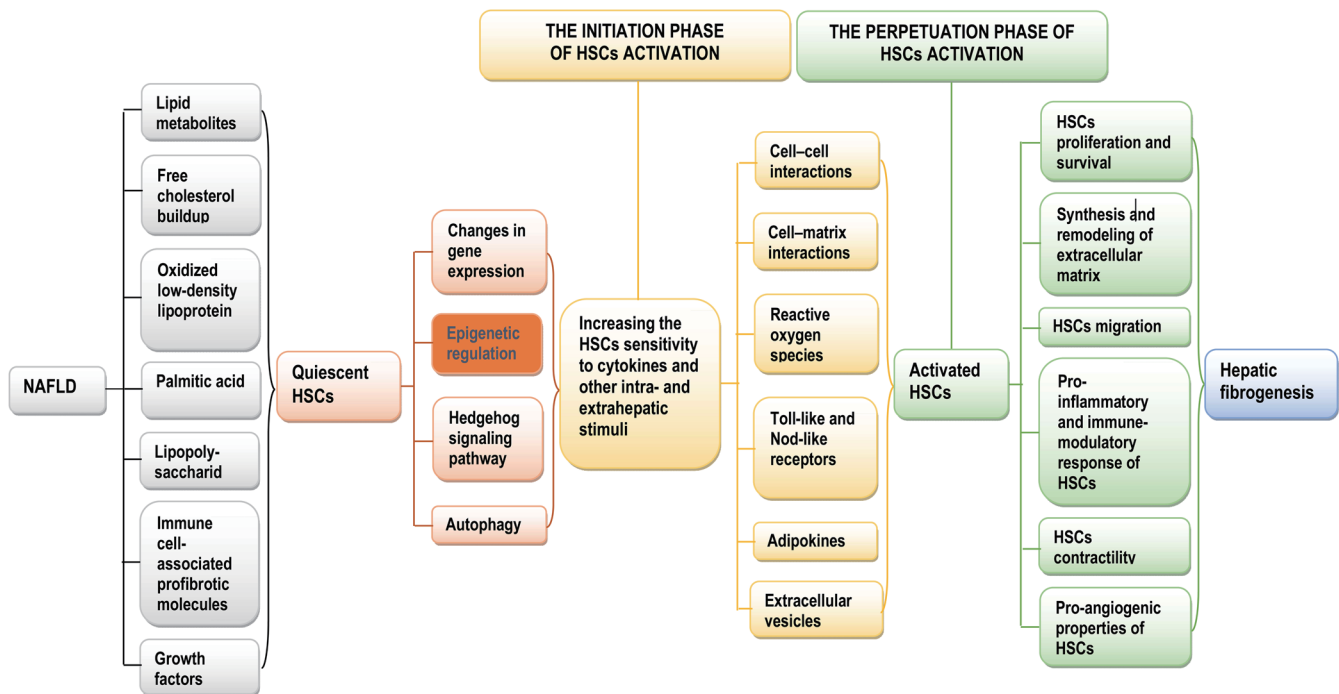 THE INITIATION PHASE
OF HSCs ACTIVATION
THE PERPETUATION PHASE OF
HSCs ACTIVATION
NAFLD
Lipid
metabolites
Free
cholesterol
buildup
Oxidized
low-density
lipoprotein
Palmitic acid
Lipopoly-
saccharid
Immune
cell-
associated
profibrotic
molecules
Growth
factors
Quiescent
HSCs
Changes in
gene
expression
Epigenetic
regulation
Hedgehog
signaling
pathway
Autophagy
Increasing the
HSCs sensitivity
to cytokines and
other intra- and
extrahepatic
stimuli
Cell–cell
interactions
Cell–matrix
interactions
Reactive
oxygen
species
Toll-like and
Nod-like
receptors
Adipokines
Extracellular
vesicles
Activated
HSCs
HSCs
proliferation and
survival
Synthesis and
remodeling of
extracellular
matrix
HSCs migration
Pro-
inflammatory
and immune-
modulatory
response of
HSCs
HSCs
contractility
Pro-angiogenic
properties of
HSCs
Hepatic
fibrogenesis